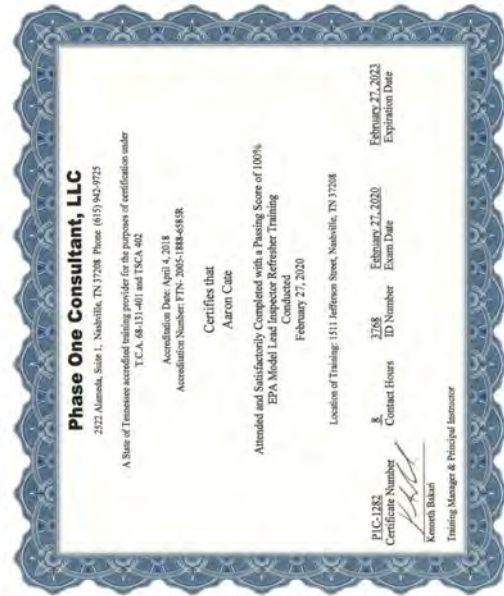 Phase One Consultant, LLC
2522 Alameda, Suite 1, Nashville, TN 37208 Phone (615) 942-9725
A State of Tennessee accredited training provider for the purposes of certification under
T.C.A. 68-131-401 and TSCA 402
Accreditation Date: April 4, 2018
Accreditation Number: FTN- 2005-1888-6585R
Certifies that
Aaron Cate
Attended and Satisfactorily Completed with a Passing Score of 100%
EPA Model Lead Inspector Refresher Training
Conducted
February 27, 2020
Location of Training: 1511 Jefferson Street, Nashville, TN 37208
P1C-1282 8 3768 February 27, 2020 February 27, 2023
Certificate Number Contact Hours ID Number Exam Date Expiration Date
Kenneth Bakari
Training Manager & Principal Instructor